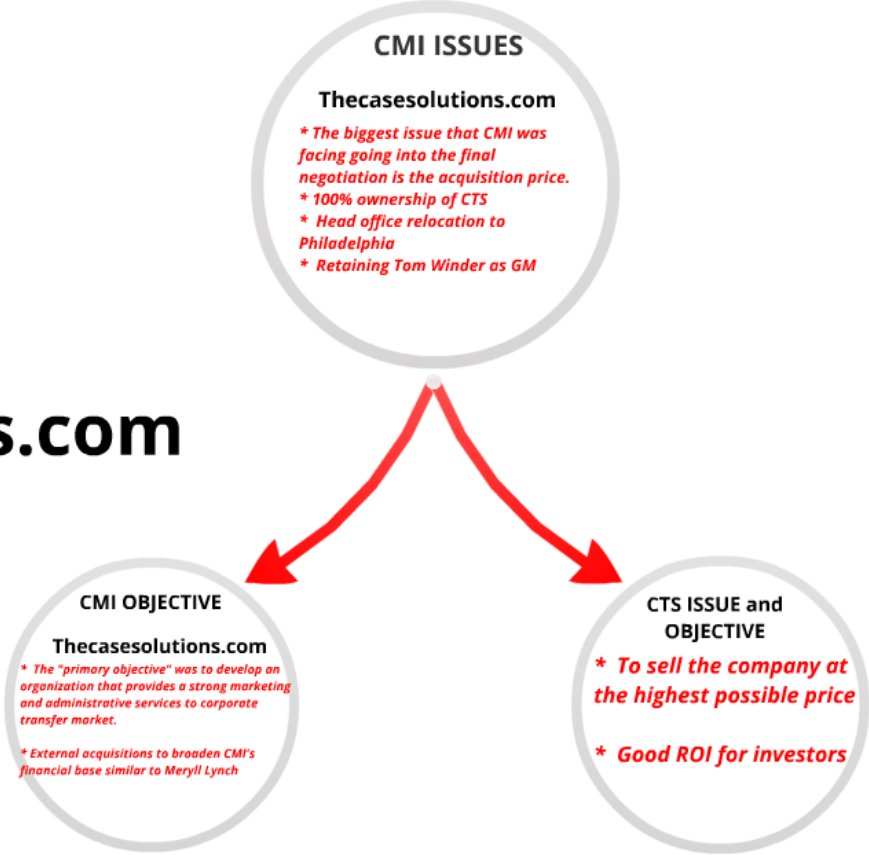 CMI ISSUES
Thecasesolutions.com
* The biggest issue that CMI was
facing going into the final
negotiation is the acquisition price.
* 100% ownership of CTS
* Head office relocation to
Philadelphia
* Retaining Tom Winder as GM
s.com
CMI OBJECTIVE
Thecasesolutions.com
* The "primary objective" was to develop an
organization that provides a strong marketing
and administrative services to corporate
transfer market.
* External acquisitions to broaden CMI's
financial base similar to Meryll Lynch
CTS ISSUE and
OBJECTIVE
* To sell the company at
the highest possible price
* Good ROI for investors